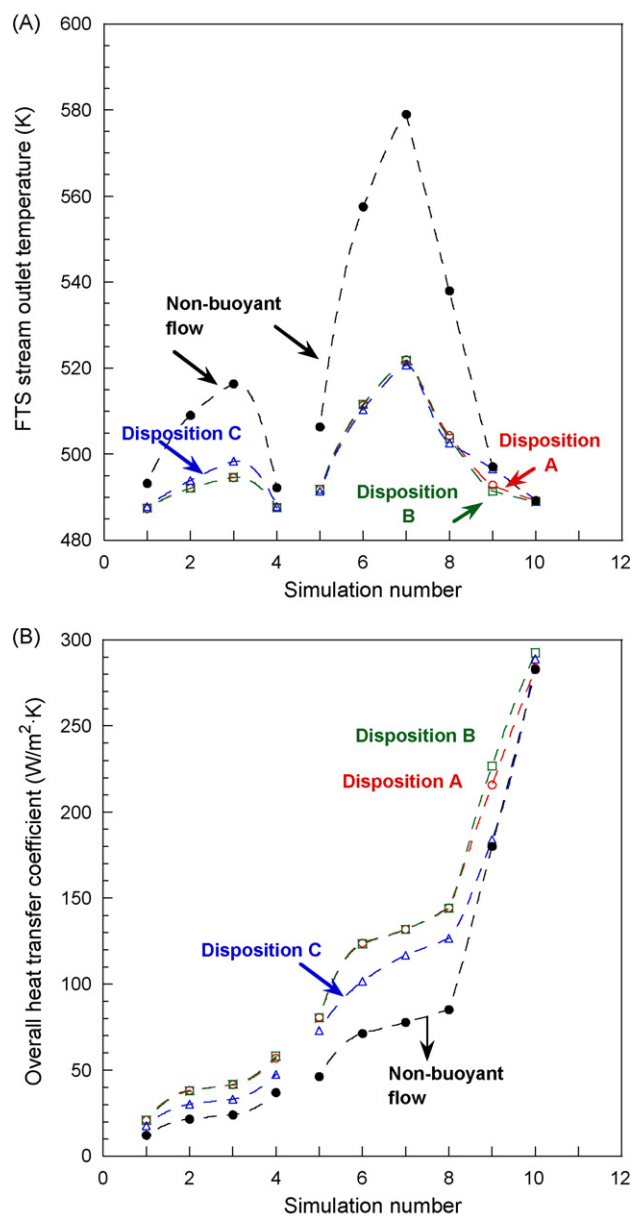 (A)
600
580
560
540
520
500
480
FTS stream outlet temperature (K)
Non-buoyant
flow
Disposition C
Disposition
A
Disposition
B
0 2 4 6 8 10 12
Simulation number
(B)
300
250
200
150
100
50
0
Overall heat transfer coefficient (W/m²·K)
Disposition B
Disposition A
Disposition C
Non-buoyant
flow
0 2 4 6 8 10 12
Simulation number